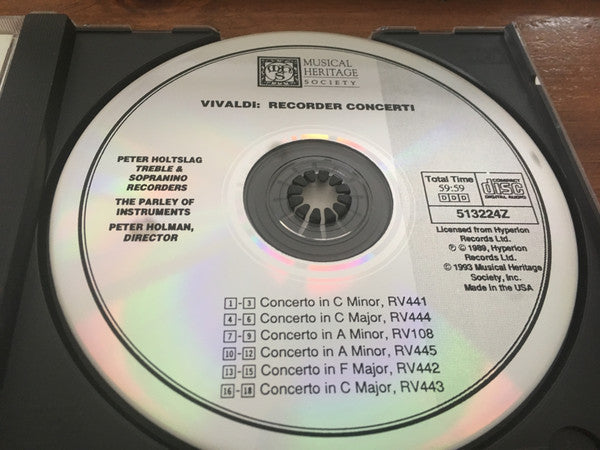 MUSICAL
HERITAGE
SOCIETY
VIVALDI: RECORDER CONCERTI
PETER HOLTSLAG
TREBLE &
SOPRANINO
RECORDERS
THE PARLEY OF
INSTRUMENTS
PETER HOLMAN,
DIRECTOR
Total Time
59:59
DDD
COMPACT
disc
DIGITAL AUDIO
513224Z
Licensed from Hyperion
Records Ltd.
℗ © 1989, Hyperion
Records Ltd.
© 1993 Musical Heritage
Society, Inc.
Made in the USA
1-3 Concerto in C Minor, RV441
4-6 Concerto in C Major, RV444
7-9 Concerto in A Minor, RV108
10-12 Concerto in A Minor, RV445
13-15 Concerto in F Major, RV442
16-18 Concerto in C Major, RV443